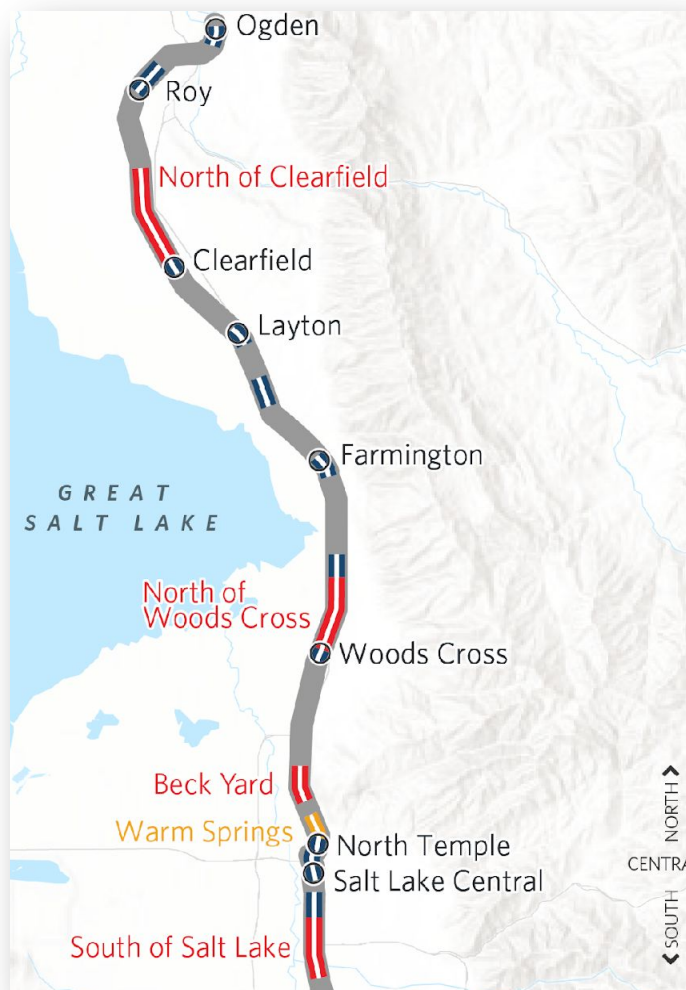 Ogden
Roy
North of Clearfield
Clearfield
Layton
Farmington
GREAT
SALT LAKE
North of
Woods Cross
Woods Cross
Beck Yard
Warm Springs
North Temple
Salt Lake Central
South of Salt Lake
NORTH
SOUTH